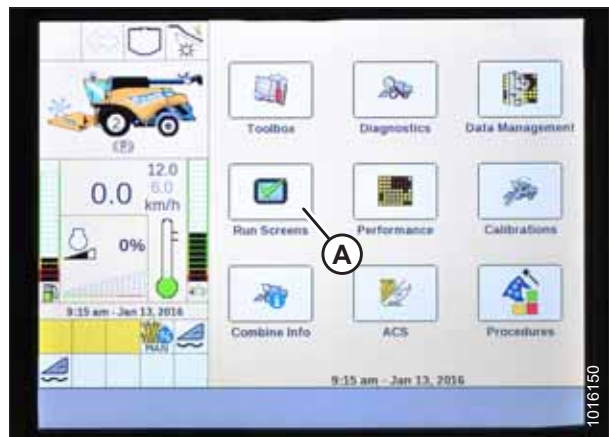 2
(P)
12.0
6.0
0.0 km/h
0%
9:15 am - Jan 13, 2016
MAN
Toolbox
Diagnostics
Data Management
Run Screens
Performance
Calibrations
A
Combine Info
ACS
Procedures
9:15 am - Jan 13, 2016
1016150